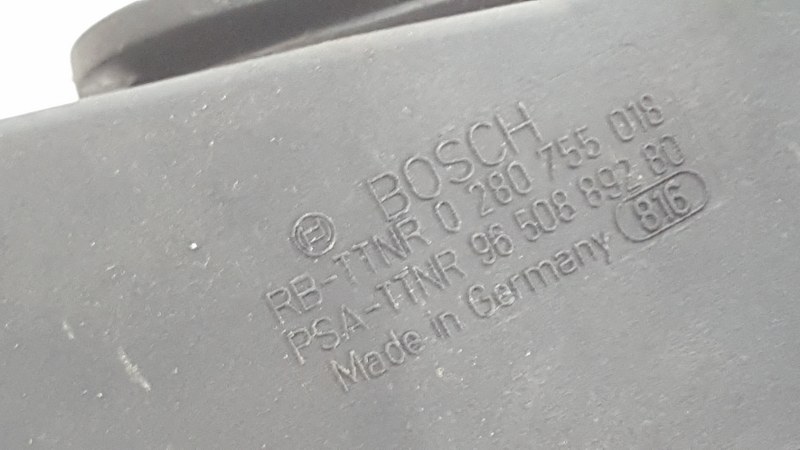 BOSCH
RB-TTNR 0 280 755 018
PSA-TTNR 96 508 892 80
Made in Germany 816